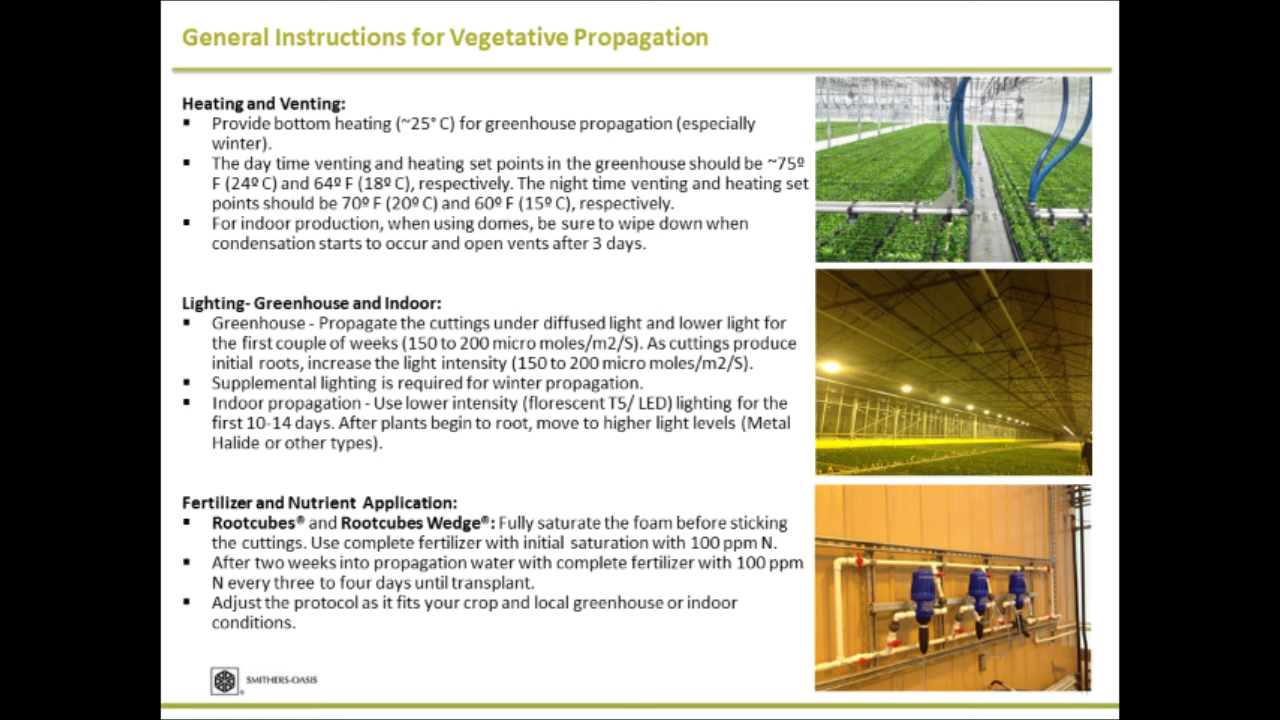 General Instructions for Vegetative Propagation
Heating and Venting:
▪ Provide bottom heating (~25° C) for greenhouse propagation (especially
winter).
▪ The day time venting and heating set points in the greenhouse should be ~75º
F (24º C) and 64º F (18º C), respectively. The night time venting and heating set
points should be 70º F (20º C) and 60º F (15º C), respectively.
▪ For indoor production, when using domes, be sure to wipe down when
condensation starts to occur and open vents after 3 days.
Lighting- Greenhouse and Indoor:
▪ Greenhouse - Propagate the cuttings under diffused light and lower light for
the first couple of weeks (150 to 200 micro moles/m2/S). As cuttings produce
initial roots, increase the light intensity (150 to 200 micro moles/m2/S).
▪ Supplemental lighting is required for winter propagation.
▪ Indoor propagation - Use lower intensity (florescent T5/ LED) lighting for the
first 10-14 days. After plants begin to root, move to higher light levels (Metal
Halide or other types).
Fertilizer and Nutrient Application:
▪ Rootcubes® and Rootcubes Wedge®: Fully saturate the foam before sticking
the cuttings. Use complete fertilizer with initial saturation with 100 ppm N.
▪ After two weeks into propagation water with complete fertilizer with 100 ppm
N every three to four days until transplant.
▪ Adjust the protocol as it fits your crop and local greenhouse or indoor
conditions.
® SMITHERS-OASIS